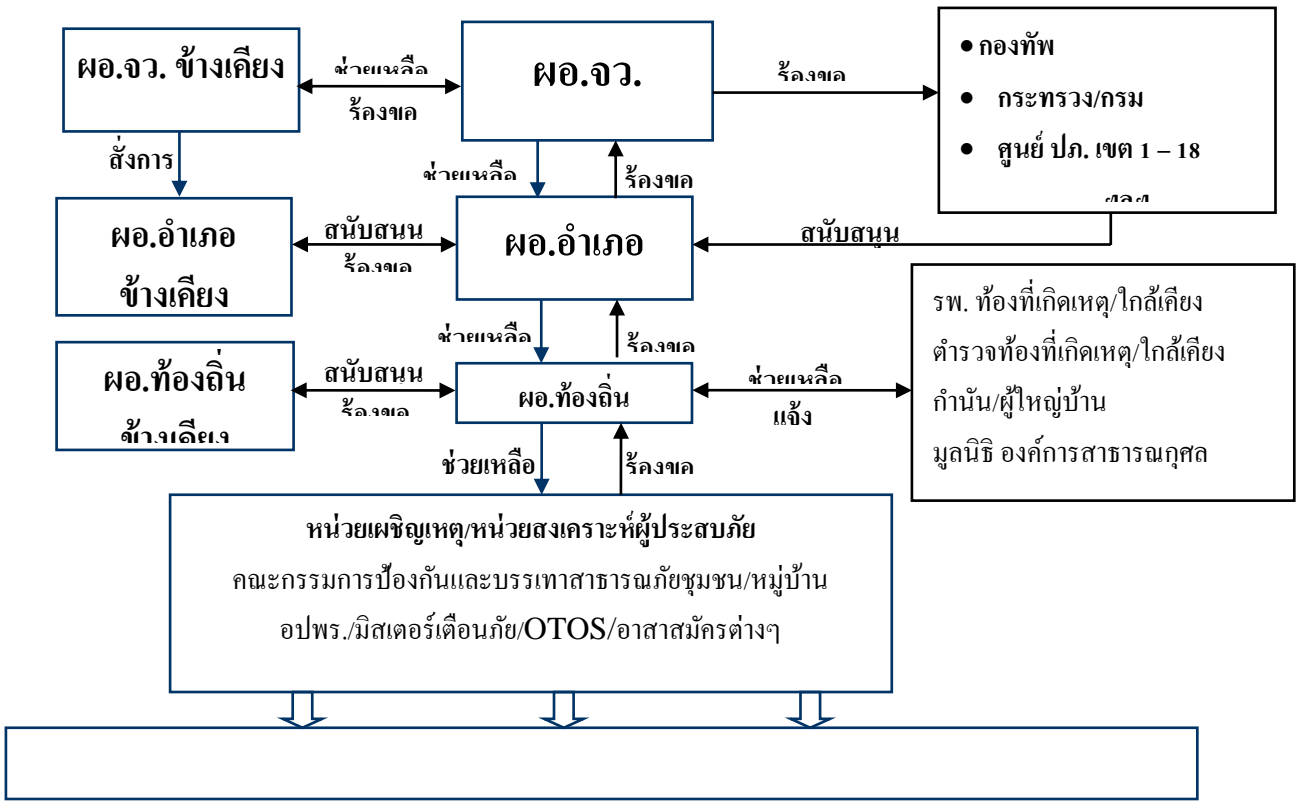 ผอ.จว. ข้างเคียง
ช่วยเหลือ
ร้องขอ
ผอ.จว.
ร้องขอ
● กองทัพ
● กระทรวง/กรม
● ศูนย์ ปภ. เขต 1 – 18
สั่งการ
ช่วยเหลือ
ร้องขอ
ผอ.อำเภอ
ข้างเคียง
สนับสนุน
ร้องขอ
ผอ.อำเภอ
สนับสนุน
ช่วยเหลือ
ร้องขอ
รพ. ท้องที่เกิดเหตุ/ใกล้เคียง
ตำรวจท้องที่เกิดเหตุ/ใกล้เคียง
กำนัน/ผู้ใหญ่บ้าน
มูลนิธิ องค์การสาธารณกุศล
ผอ.ท้องถิ่น
ข้างเคียง
สนับสนุน
ร้องขอ
ผอ.ท้องถิ่น
ช่วยเหลือ
แจ้ง
ช่วยเหลือ
ร้องขอ
หน่วยเผชิญเหตุ/หน่วยสงเคราะห์ผู้ประสบภัย
คณะกรรมการป้องกันและบรรเทาสาธารณภัยชุมชน/หมู่บ้าน
อปพร./มิสเตอร์เตือนภัย/OTOS/อาสาสมัครต่างๆ